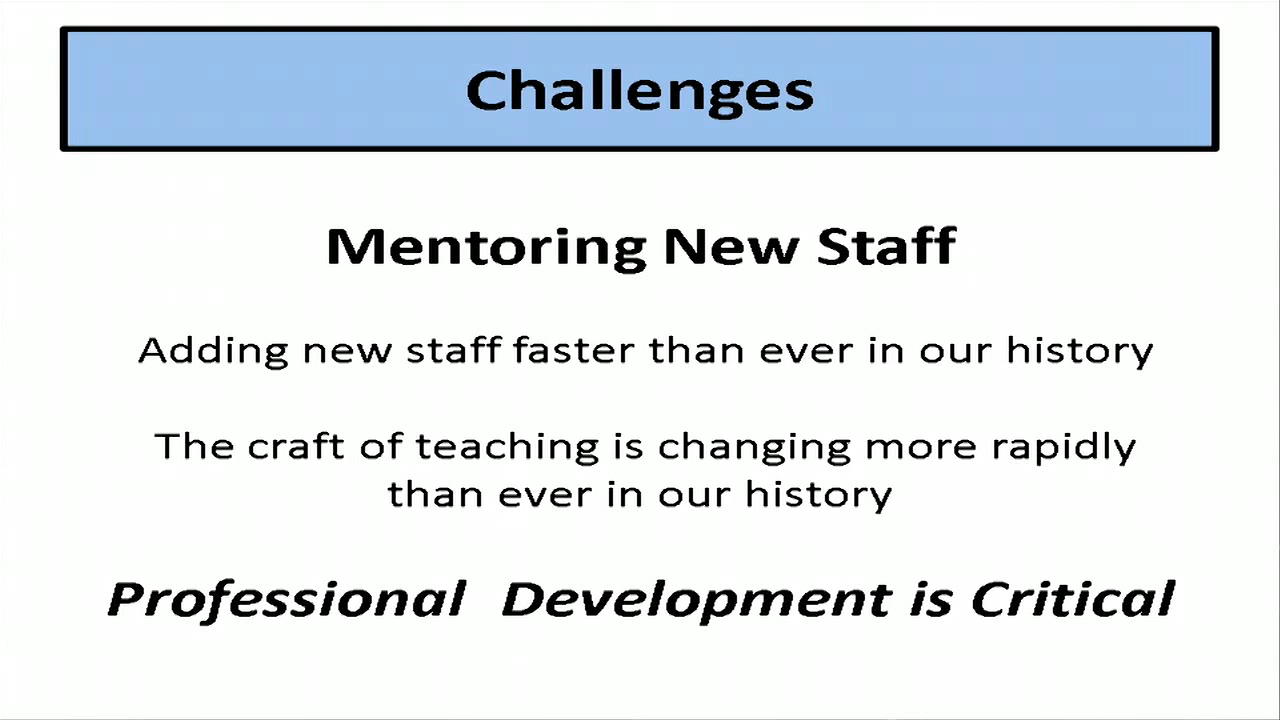 Challenges
Mentoring New Staff
Adding new staff faster than ever in our history
The craft of teaching is changing more rapidly
than ever in our history
Professional  Development is Critical